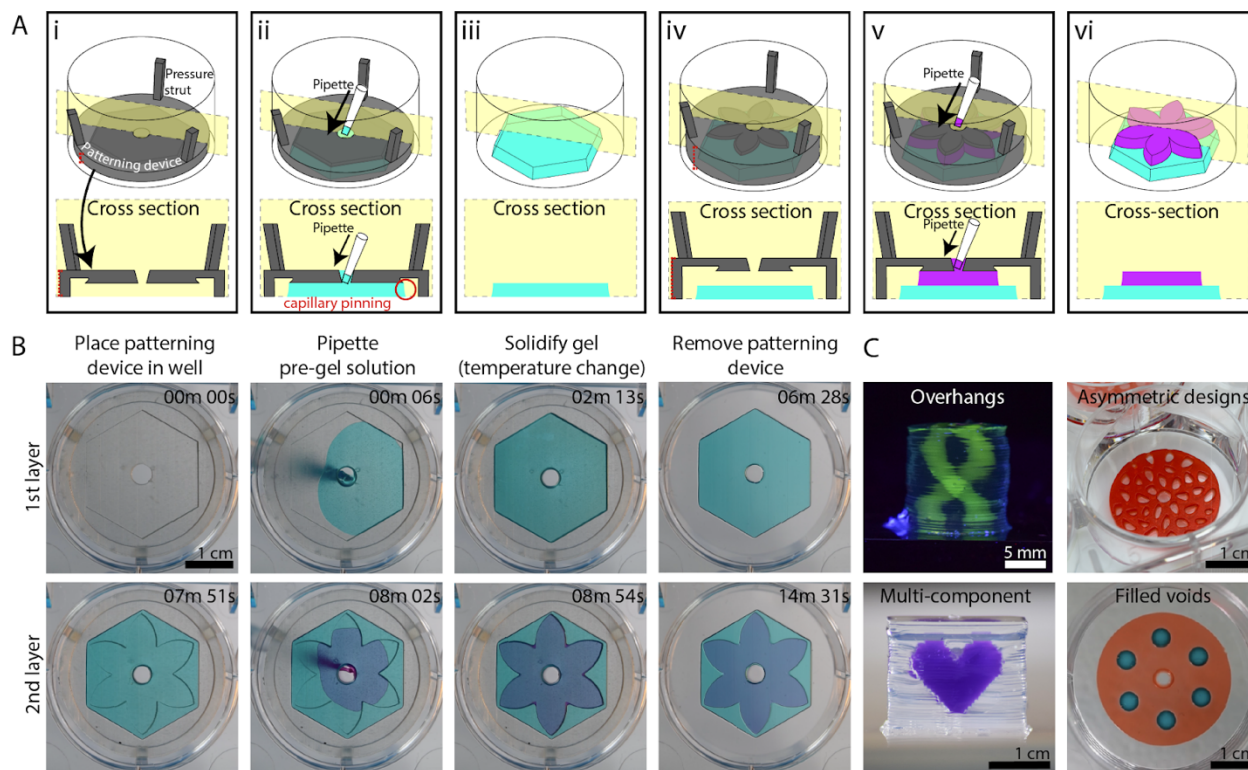 A
i
Pressure
strut
Patterning device
Cross section
ii
Pipette
Cross section
Pipette
capillary pinning
iii
Cross section
iv
Cross section
v
Pipette
Cross section
Pipette
vi
Cross-section
B
Place patterning
device in well
Pipette
pre-gel solution
Solidify gel
(temperature change)
Remove patterning
device
1st layer
00m 00s
1 cm
00m 06s
02m 13s
06m 28s
2nd layer
07m 51s
08m 02s
08m 54s
14m 31s
C
Overhangs
5 mm
Asymmetric designs
1 cm
Multi-component
1 cm
Filled voids
1 cm